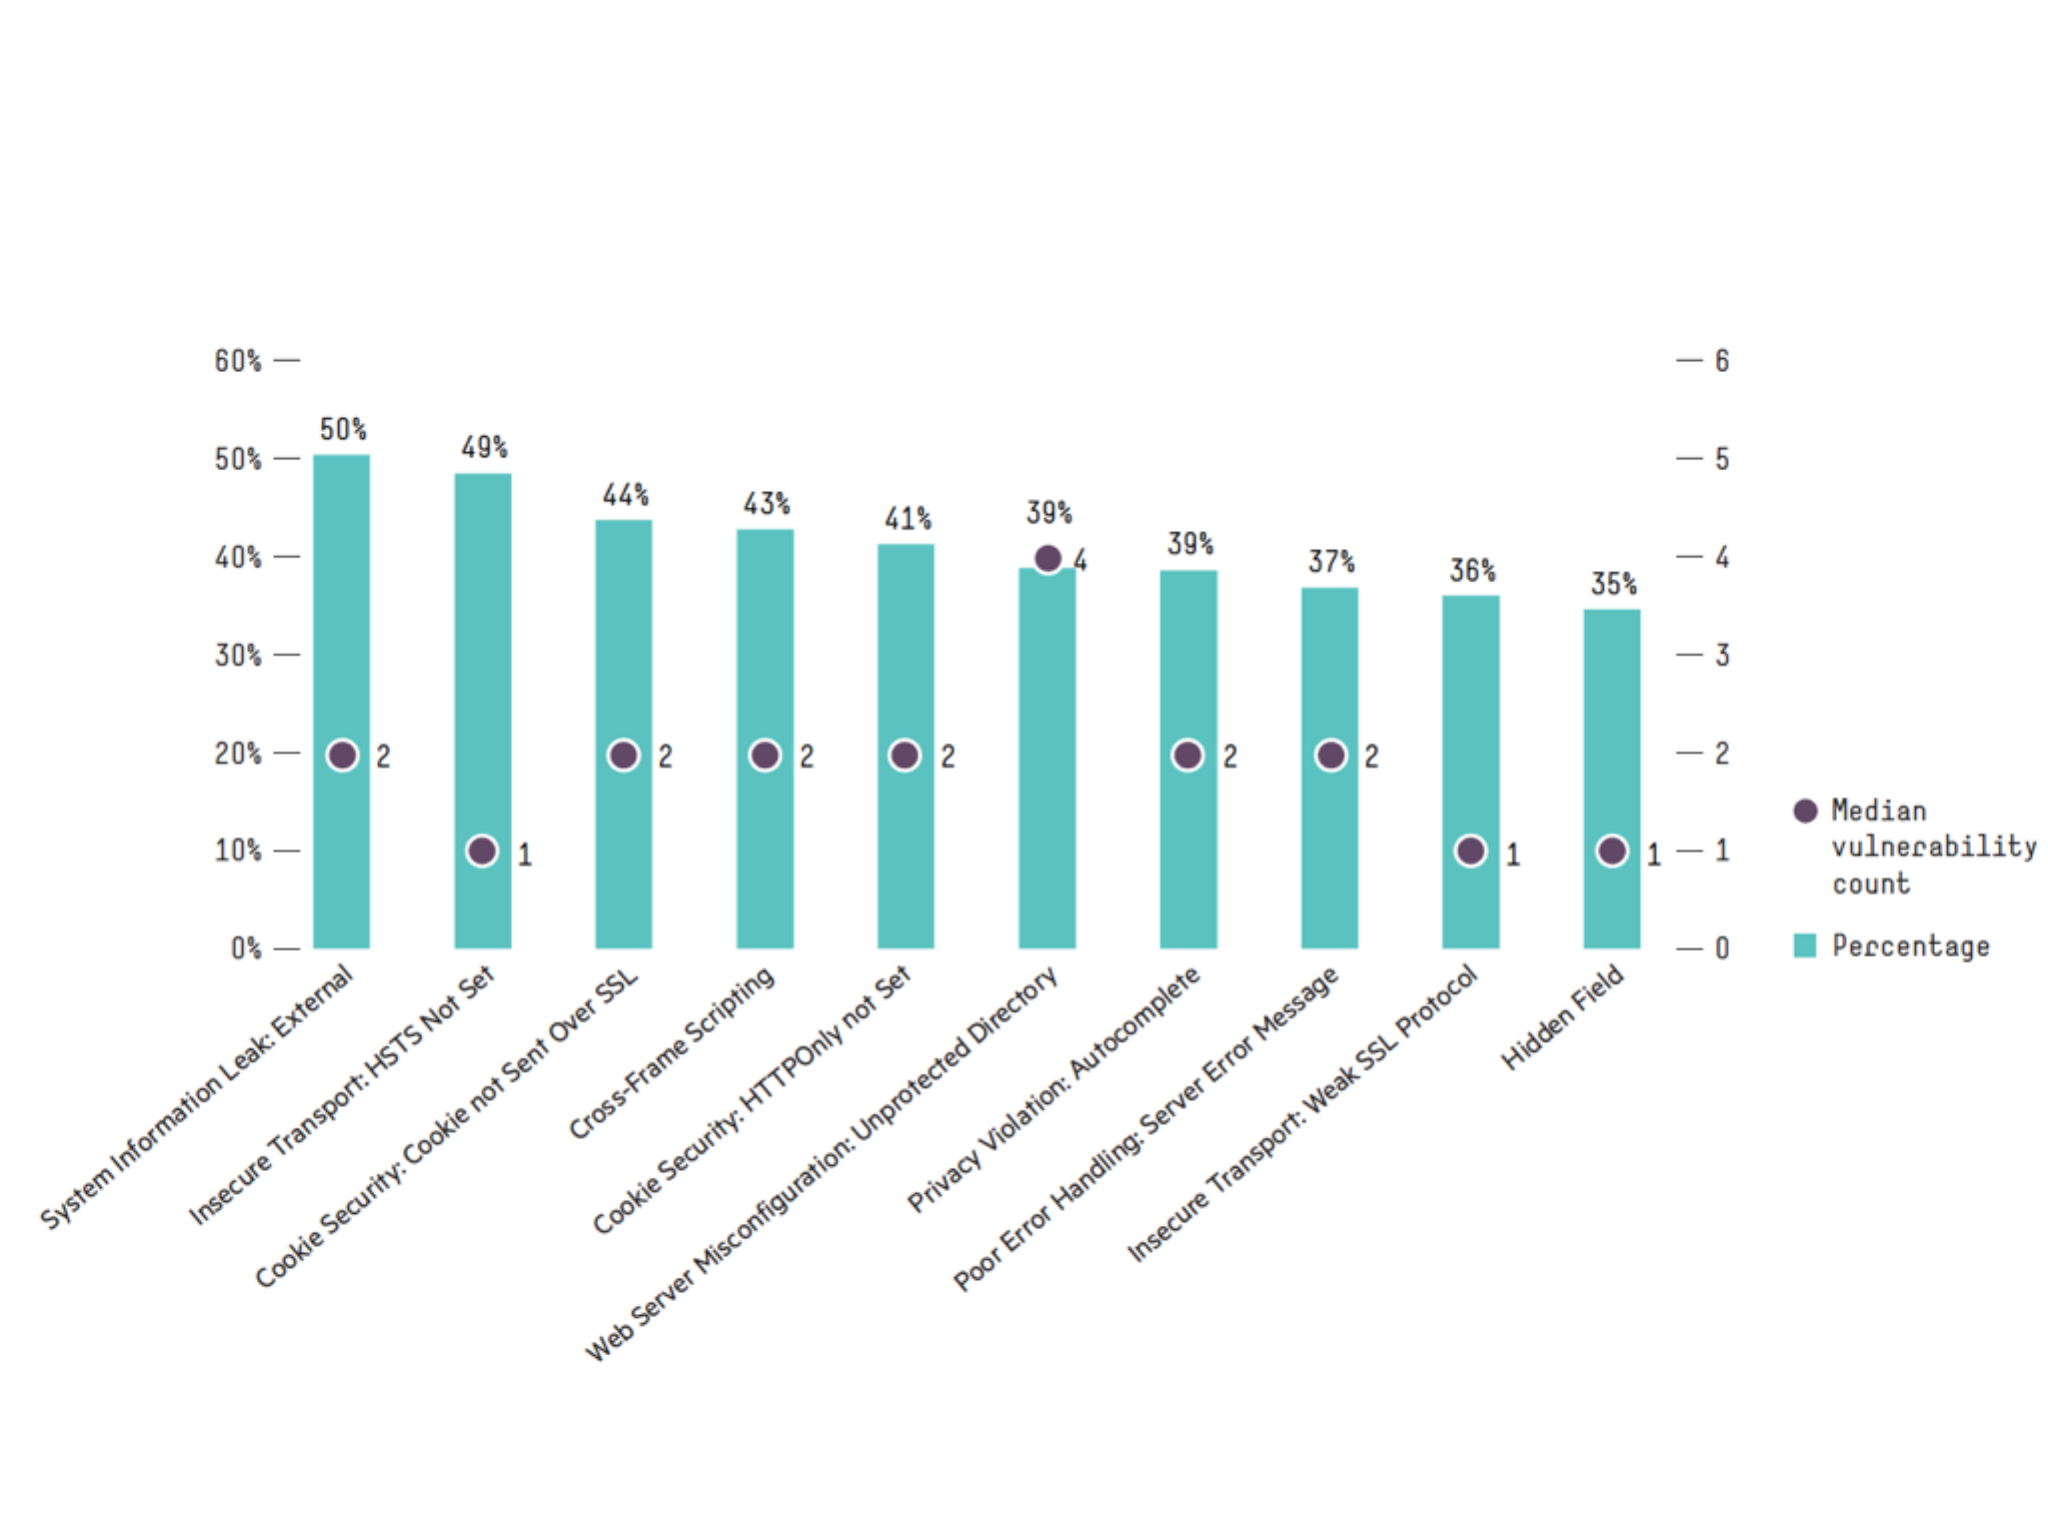 60%
50%
40%
30%
20%
10%
0%
50%
49%
44%
43%
41%
39%
39%
37%
36%
35%
2
1
2
2
2
4
2
2
1
1
6
5
4
3
2
1
0
System Information Leak: External
Insecure Transport: HSTS Not Set
Cookie Security: Cookie not Sent Over SSL
Cross-Frame Scripting
Cookie Security: HTTPOnly not Set
Web Server Misconfiguration: Unprotected Directory
Privacy Violation: Autocomplete
Poor Error Handling: Server Error Message
Insecure Transport: Weak SSL Protocol
Hidden Field
Median
vulnerability
count
Percentage